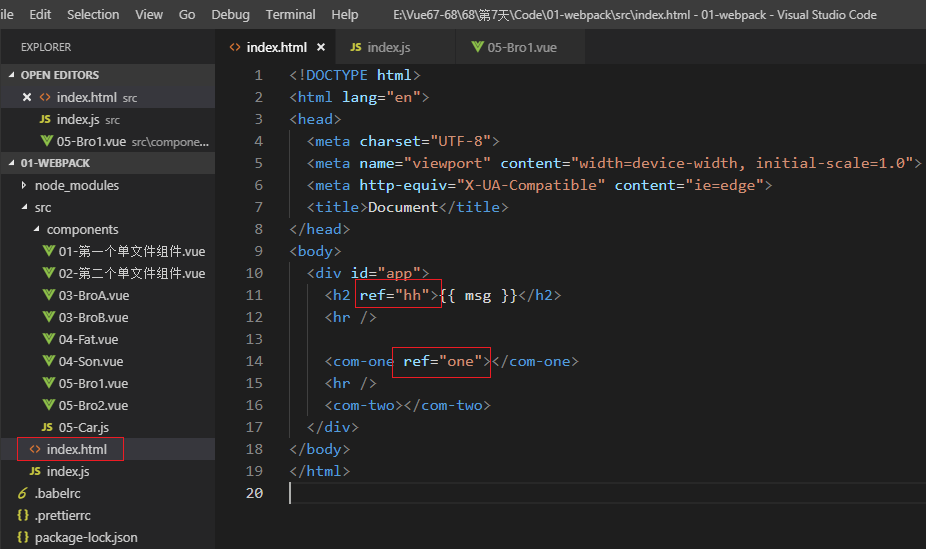 ile Edit Selection View Go Debug Terminal Help E:\Vue67-68\68\第7天\Code\01-webpack\src\index.html - 01-webpack - Visual Studio Code
EXPLORER
OPEN EDITORS
index.html src
JS index.js src
05-Bro1.vue src\compone...
01-WEBPACK
node_modules
src
components
01-第一个单文件组件.vue
02-第二个单文件组件.vue
03-BroA.vue
03-BroB.vue
04-Fat.vue
04-Son.vue
05-Bro1.vue
05-Bro2.vue
JS 05-Car.js
<> index.html
JS index.js
.babelrc
{} .prettierrc
{} package-lock.json
<> index.html × JS index.js 05-Bro1.vue
1 <!DOCTYPE html>
2 <html lang="en">
3 <head>
4 <meta charset="UTF-8">
5 <meta name="viewport" content="width=device-width, initial-scale=1.0">
6 <meta http-equiv="X-UA-Compatible" content="ie=edge">
7 <title>Document</title>
8 </head>
9 <body>
10 <div id="app">
11 <h2 ref="hh">{{ msg }}</h2>
12 <hr />
13
14 <com-one ref="one"></com-one>
15 <hr />
16 <com-two></com-two>
17 </div>
18 </body>
19 </html>
20